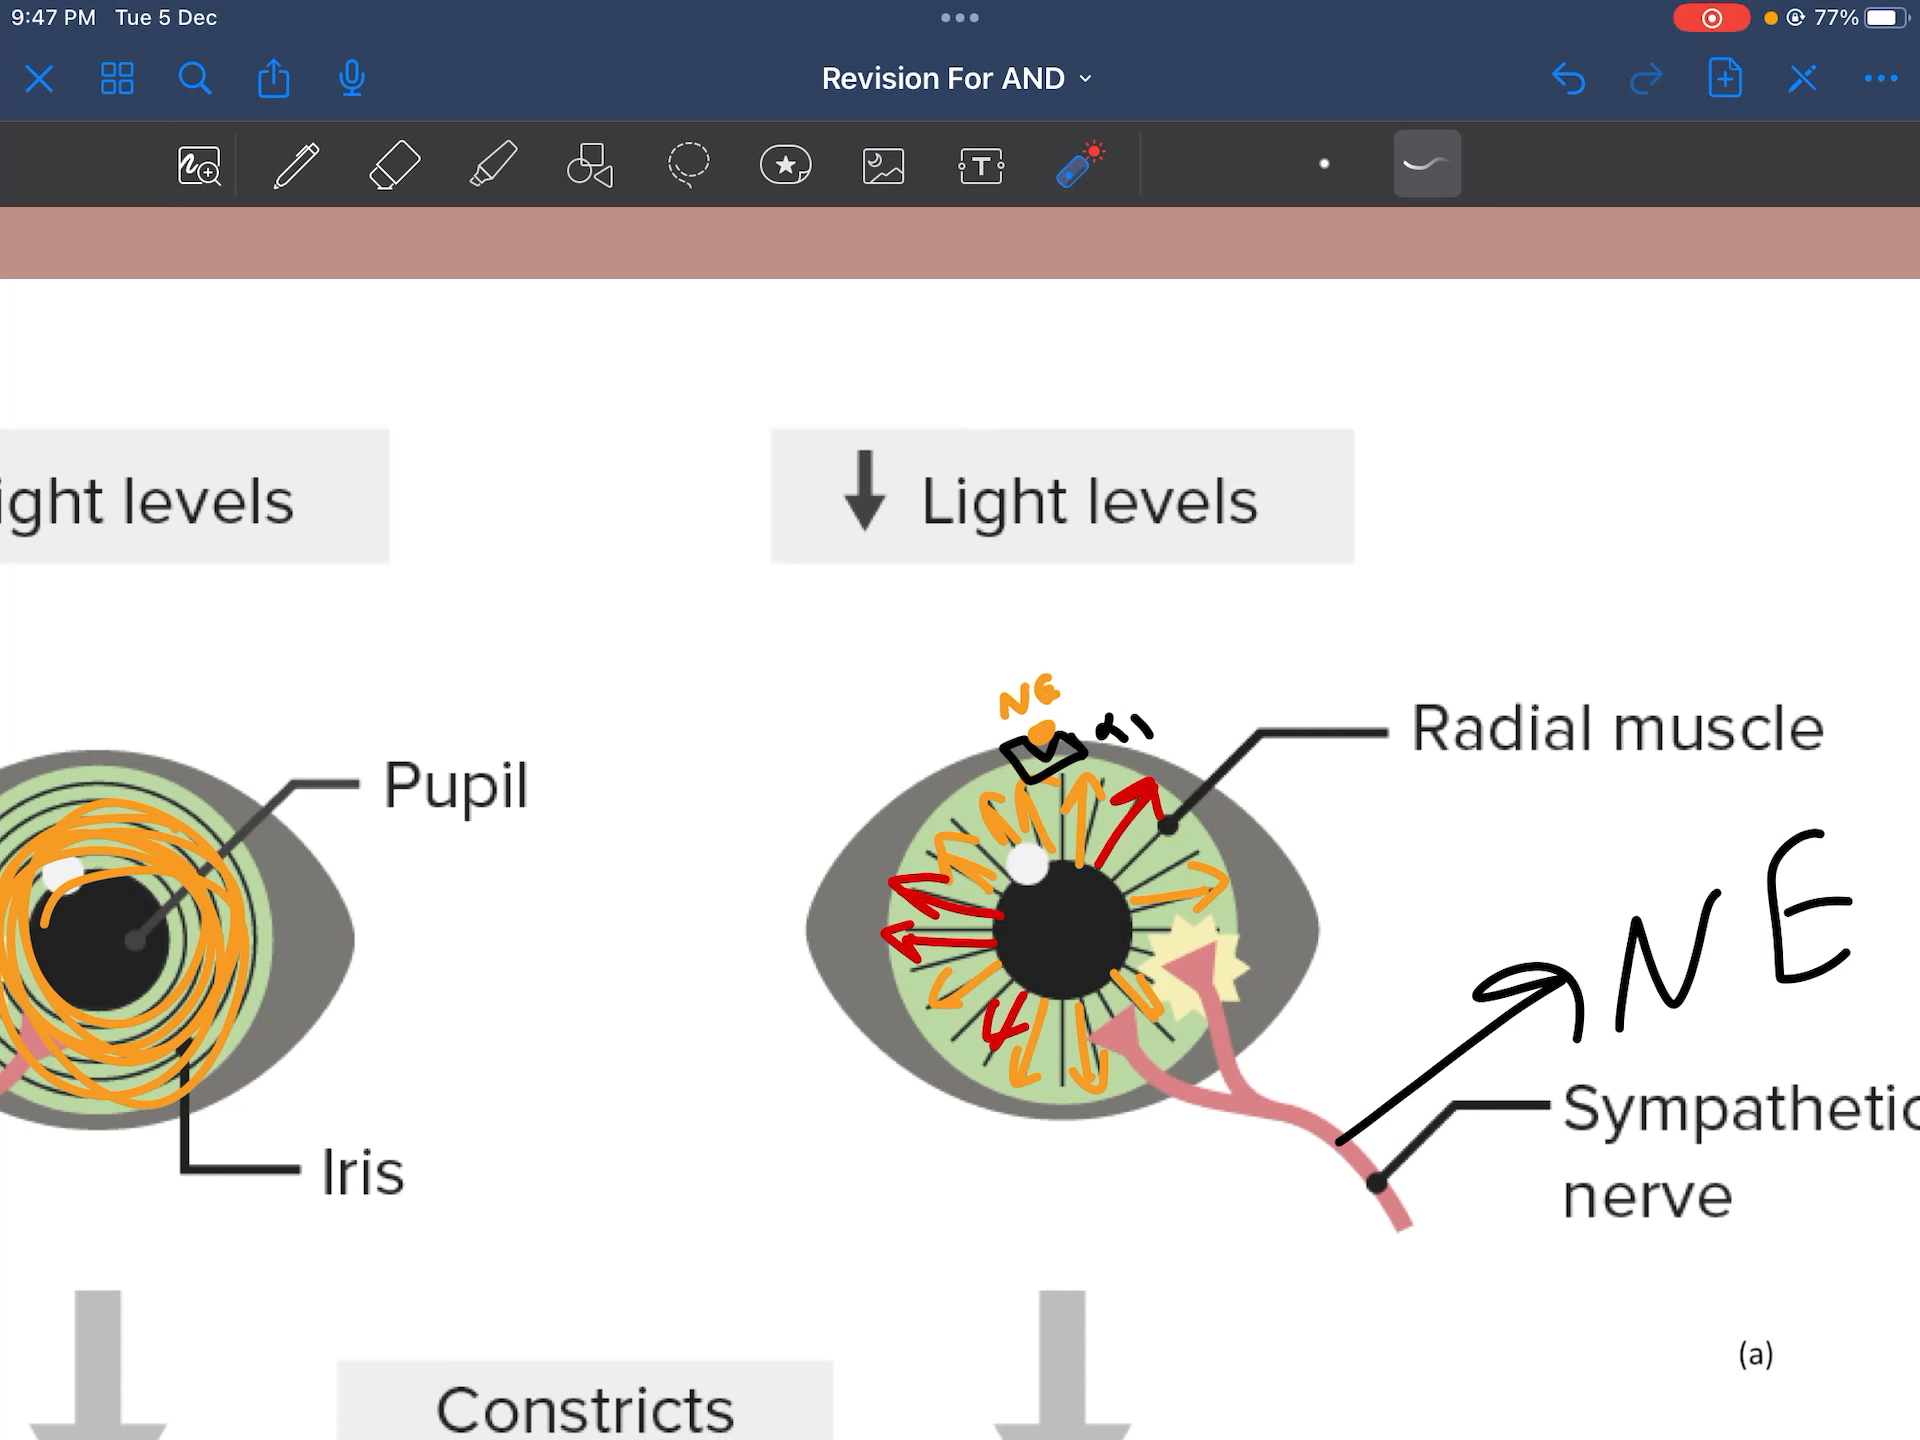 9:47 PM Tue 5 Dec
77%
Revision For AND
T
ight levels
Light levels
NE
α1
Radial muscle
Pupil
NE
Sympathetic
nerve
Iris
(a)
Constricts